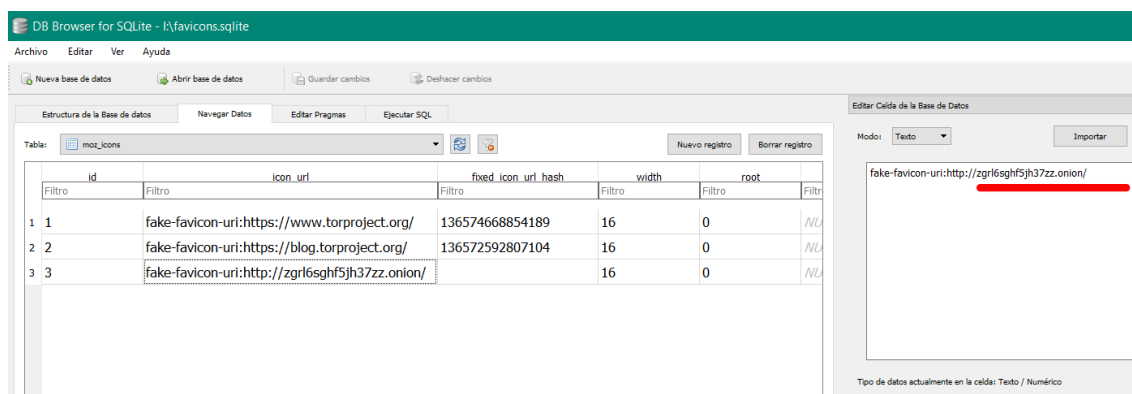 DB Browser for SQLite - I:\favicons.sqlite
Archivo Editar Ver Ayuda
Nueva base de datos Abrir base de datos Guardar cambios Deshacer cambios
Estructura de la Base de datos Navegar Datos Editar Pragmas Ejecutar SQL
Tabla: moz_icons Nuevo registro Borrar registro
id icon_url fixed_icon_url_hash width root
Filtro Filtro Filtro Filtro Filtro Filtr
1 1 fake-favicon-uri:https://www.torproject.org/ 136574668854189 16 0 NU
2 2 fake-favicon-uri:https://blog.torproject.org/ 136572592807104 16 0 NU
3 3 fake-favicon-uri:http://zgrl6sghf5jh37zz.onion/ 16 0 NU
Editar Celda de la Base de Datos
Modo: Texto Importar
fake-favicon-uri:http://zgrl6sghf5jh37zz.onion/
Tipo de datos actualmente en la celda: Texto / Numérico